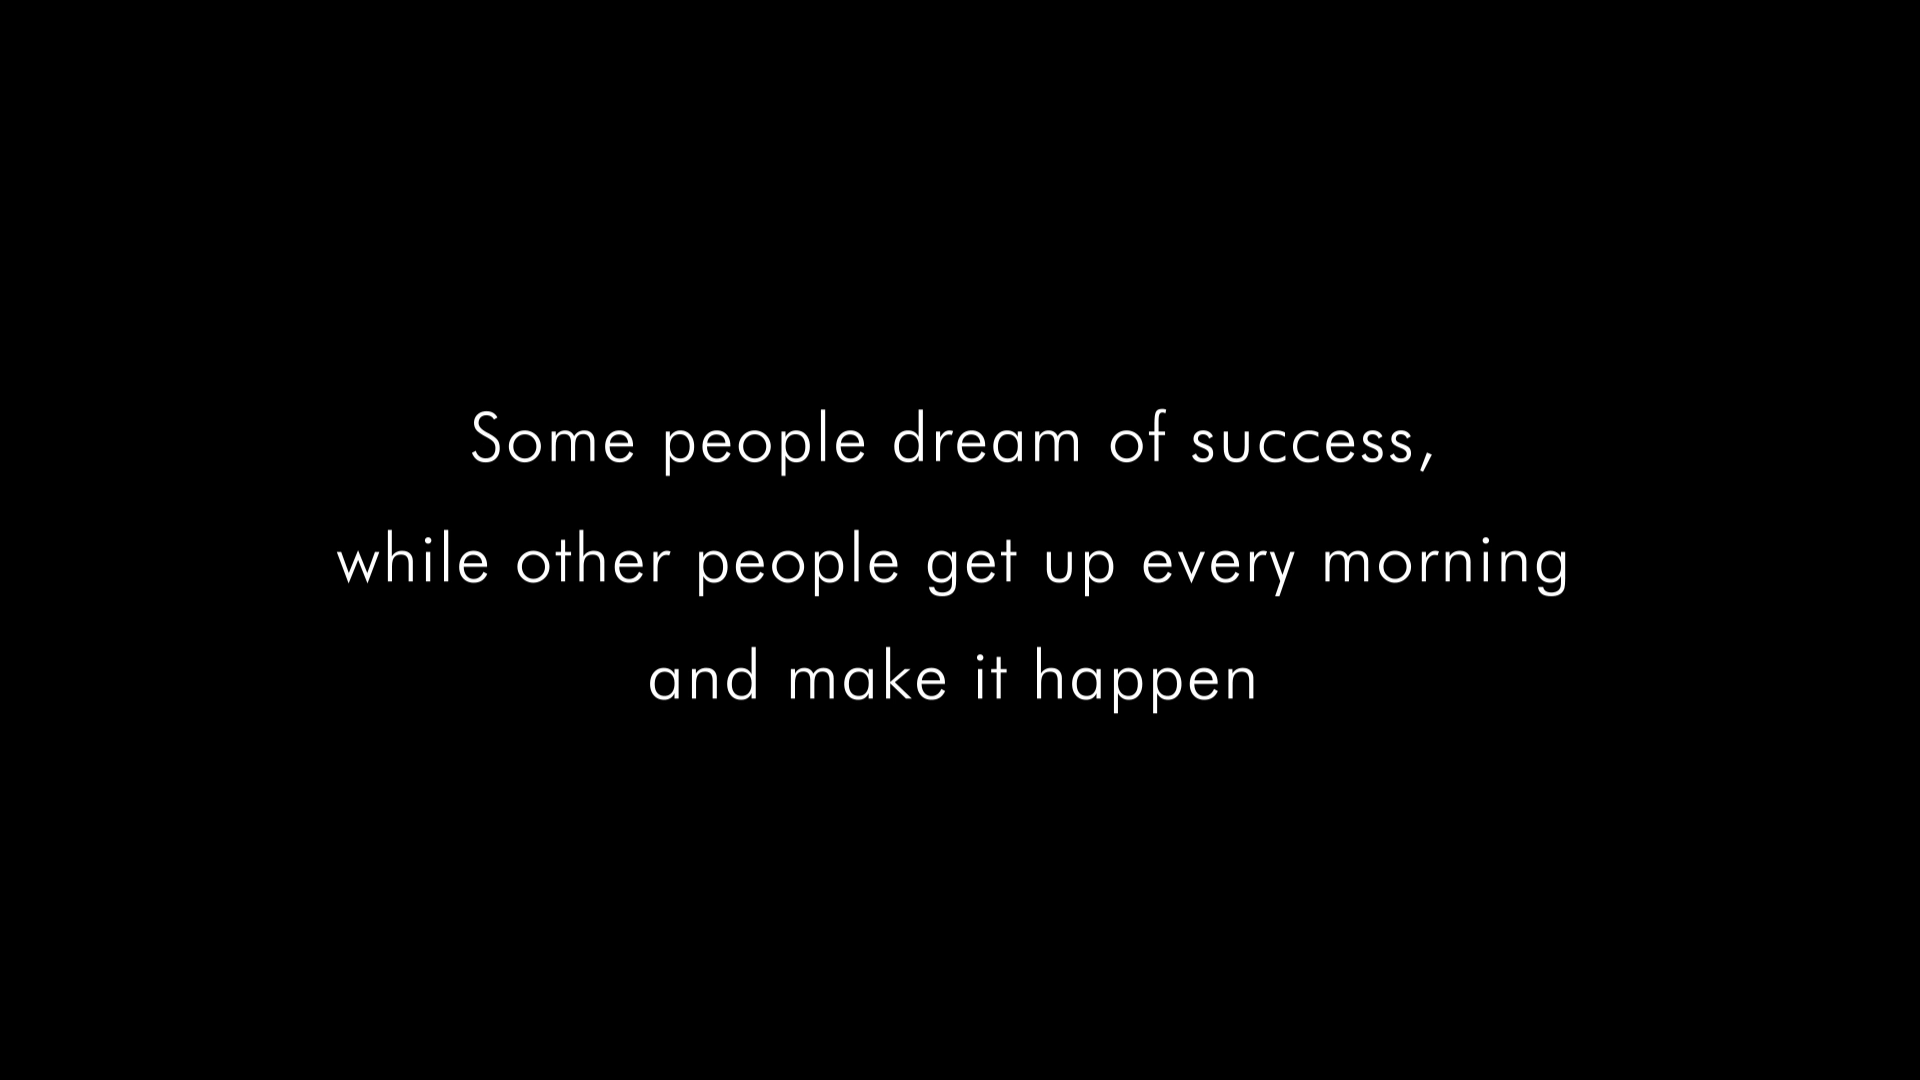 Some people dream of success,
while other people get up every morning
and make it happen